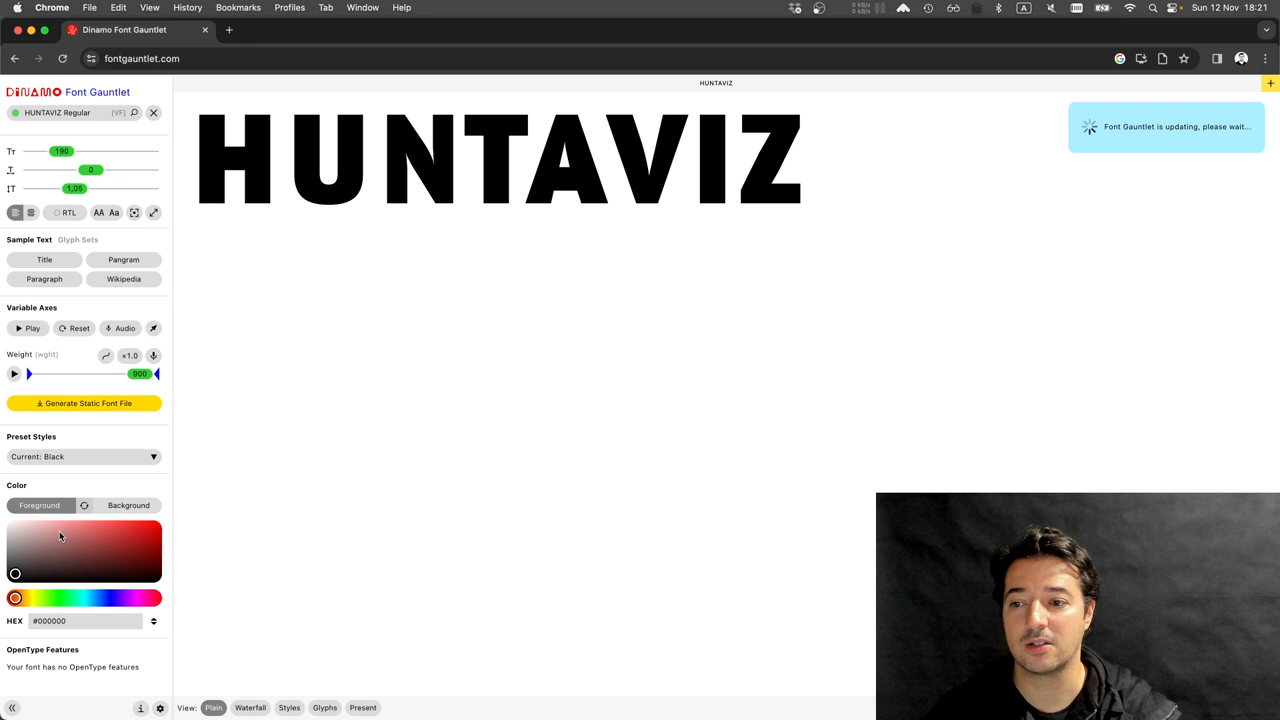 Chrome File Edit View History Bookmarks Profiles Tab Window Help
0 kB/s
0 kB/s
A
Sun 12 Nov 18:21
Dinamo Font Gauntlet
fontgauntlet.com
DINAMO Font Gauntlet
HUNTAVIZ
HUNTAVIZ Regular (VF)
HUNTAVIZ
Font Gauntlet is updating, please wait...
190
0
1,05
RTL AA Aa
Sample Text Glyph Sets
Title Pangram
Paragraph Wikipedia
Variable Axes
Play Reset Audio
Weight (wght) ×1.0
900
Generate Static Font File
Preset Styles
Current: Black
Color
Foreground Background
HEX #000000
OpenType Features
Your font has no OpenType features
View: Plain Waterfall Styles Glyphs Present